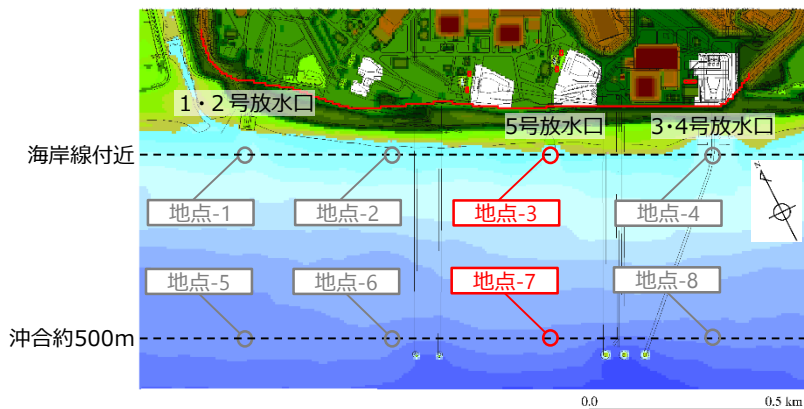 1・2号放水口
5号放水口
3・4号放水口
海岸線付近
地点-1
地点-2
地点-3
地点-4
N
地点-5
地点-6
地点-7
地点-8
沖合約500m
0.0
0.5 km